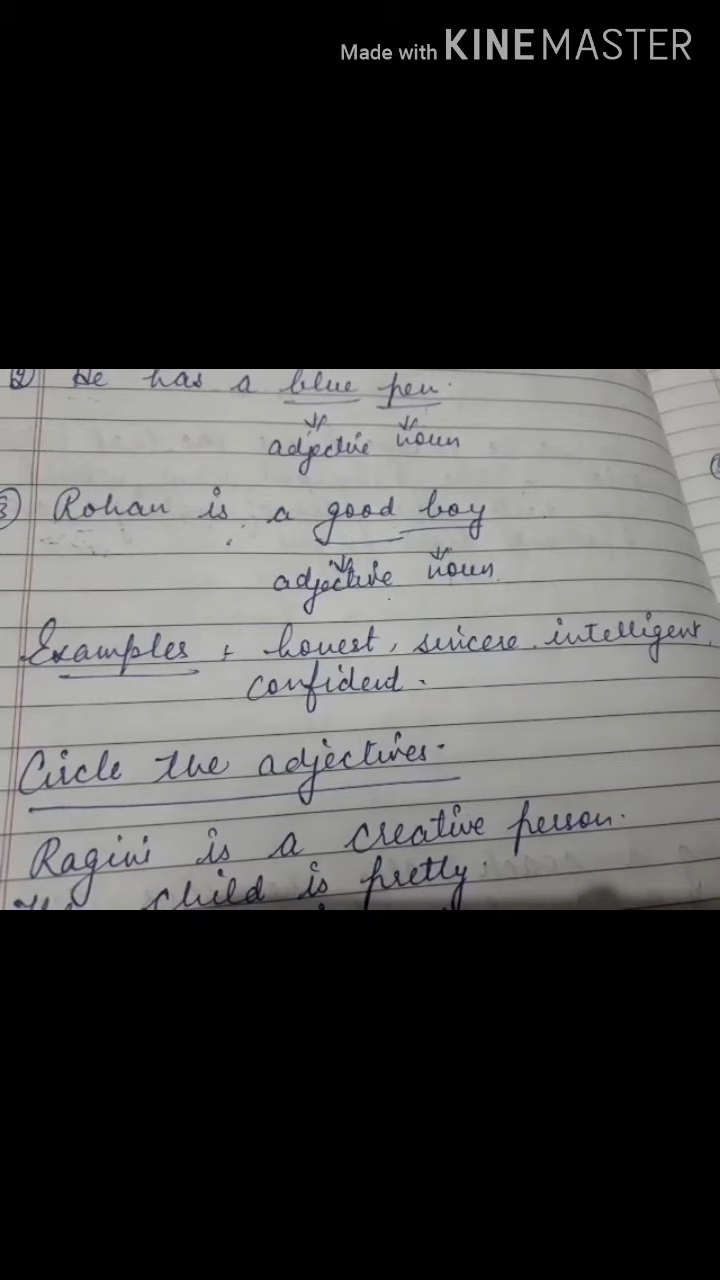 Made with KINEMASTER
2) He has a blue pen.
adjective noun
3) Rohan is a good boy
adjective noun
Examples : honest, sincere, intelligent,
confident.
Circle the adjectives.
Ragini is a creative person.
child is pretty.